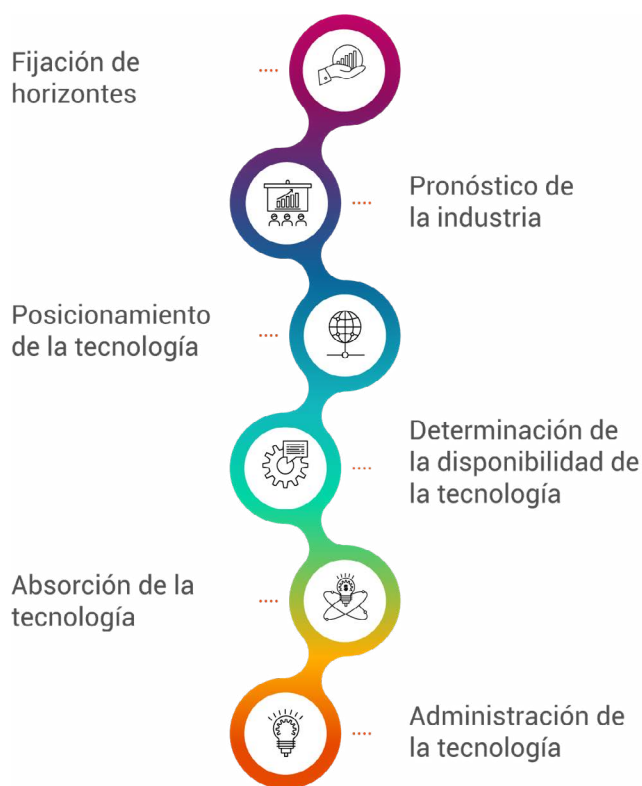 Fijación de
horizontes
Pronóstico de
la industria
Posicionamiento
de la tecnología
Determinación de
la disponibilidad de
la tecnología
Absorción de la
tecnología
Administración de
la tecnología